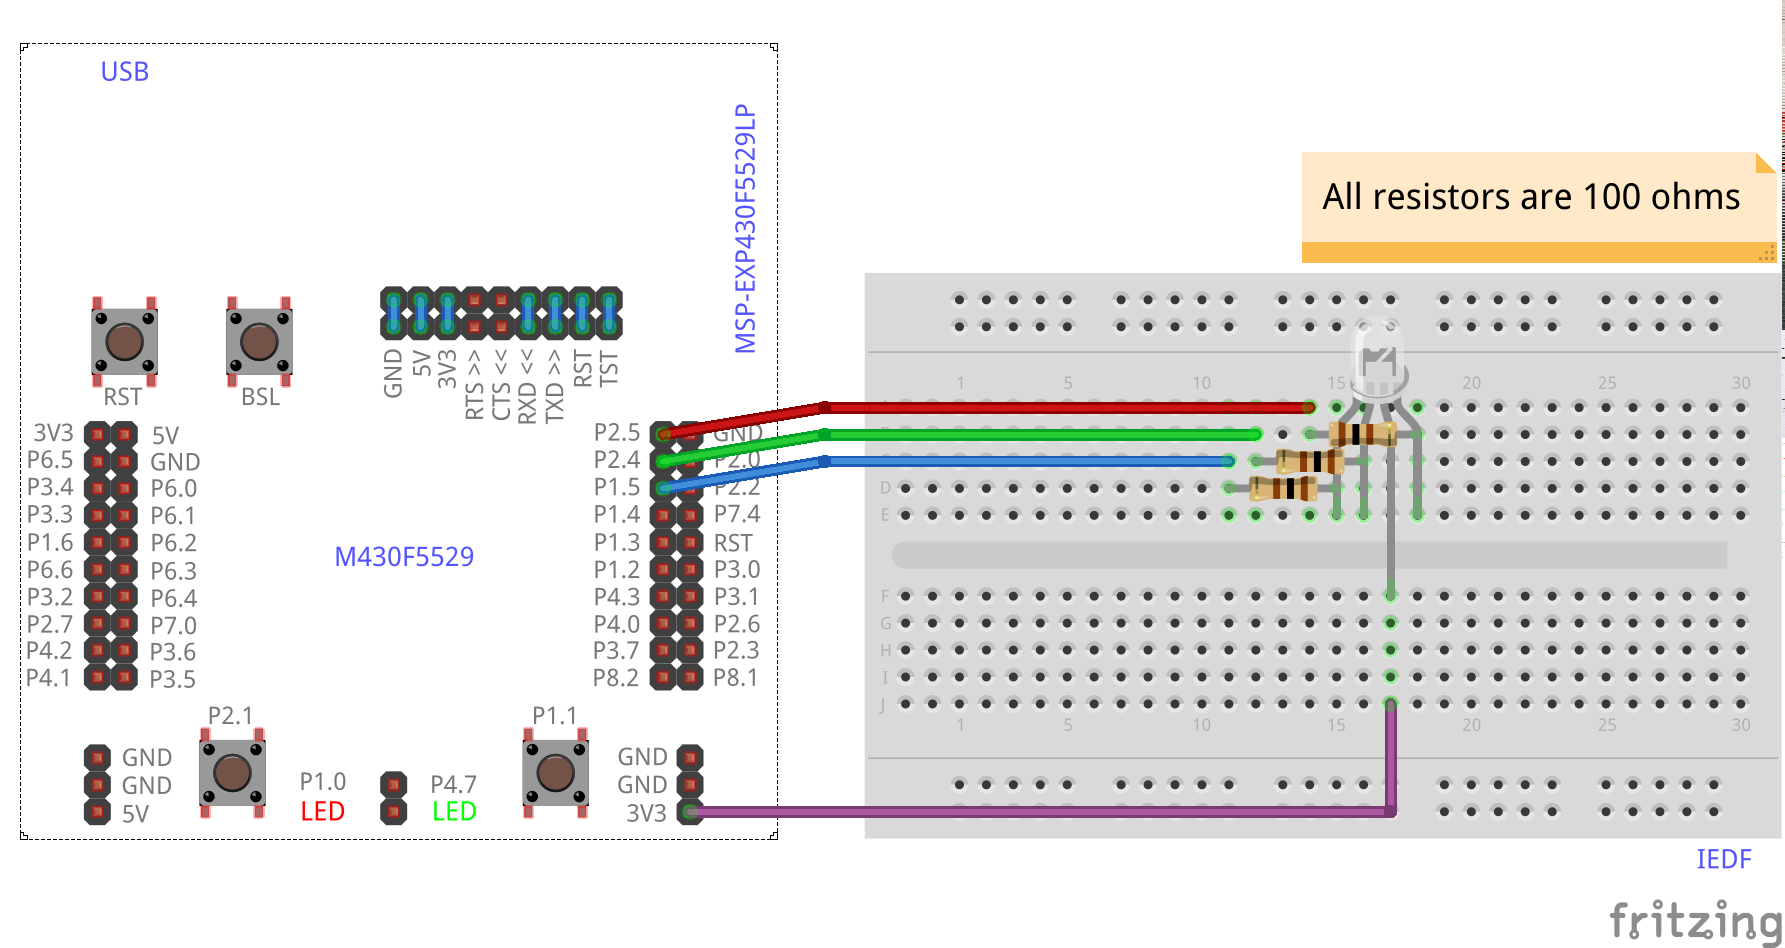 USB
MSP-EXP430F5529LP
All resistors are 100 ohms
GND 5V 3V3 RTS >> CTS << RXD << TXD >> RST TST
RST BSL
3V3 5V
P6.5 GND
P3.4 P6.0
P3.3 P6.1
P1.6 P6.2
P6.6 P6.3
P3.2 P6.4
P2.7 P7.0
P4.2 P3.6
P4.1 P3.5
M430F5529
P2.5 GND
P2.4 P2.0
P1.5 P2.2
P1.4 P7.4
P1.3 RST
P1.2 P3.0
P4.3 P3.1
P4.0 P2.6
P3.7 P2.3
P8.2 P8.1
P2.1
P1.1
GND
GND
5V
P1.0
LED
P4.7
LED
GND
GND
3V3
1 5 10 15 20 25 30
D
E
F
G
H
I
J
1 5 10 15 20 25 30
IEDF
fritzing